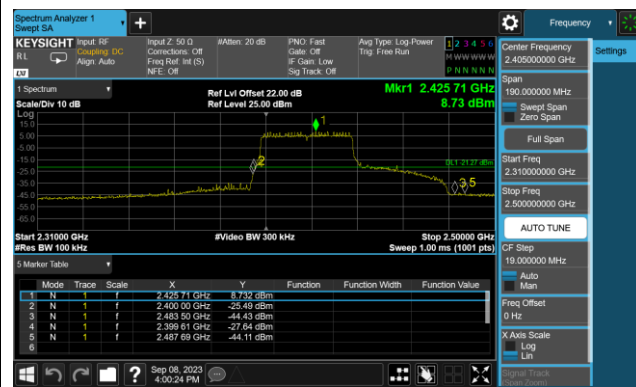 Spectrum Analyzer 1
Swept SA
Frequency
KEYSIGHT
RL
LXI
Input: RF
Coupling: DC
Align: Auto
Input Z: 50 Ω
Corrections: Off
Freq Ref: Int (S)
NFE: Off
#Atten: 20 dB
PNO: Fast
Gate: Off
IF Gain: Low
Sig Track: Off
Avg Type: Log-Power
Trig: Free Run
1 2 3 4 5 6
M W W W W W
P N N N N N
Center Frequency
2.405000000 GHz
Settings
Span
190.000000 MHz
Swept Span
Zero Span
Full Span
Start Freq
2.310000000 GHz
Stop Freq
2.500000000 GHz
AUTO TUNE
CF Step
19.000000 MHz
Auto
Man
Freq Offset
0 Hz
X Axis Scale
Log
Lin
Signal Track
(Span Zoom)
1 Spectrum
Scale/Div 10 dB
Ref Lvl Offset 22.00 dB
Ref Level 25.00 dBm
Mkr1 2.425 71 GHz
8.73 dBm
Log
15.0
5.00
-5.00
-15.0
-25.0
-35.0
-45.0
-55.0
-65.0
1
2
3 5
DL1 -21.27 dBm
Start 2.31000 GHz
#Res BW 100 kHz
#Video BW 300 kHz
Stop 2.50000 GHz
Sweep 1.00 ms (1001 pts)
5 Marker Table
Mode Trace Scale X Y Function Function Width Function Value
1 N 1 f 2.425 71 GHz 8.732 dBm
2 N 1 f 2.400 00 GHz -25.49 dBm
3 N 1 f 2.483 50 GHz -44.43 dBm
4 N 1 f 2.399 61 GHz -27.64 dBm
5 N 1 f 2.487 69 GHz -44.11 dBm
6
Sep 08, 2023
4:00:24 PM